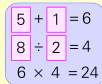 5 + 1 = 6
8 ÷ 2 = 4
6 × 4 = 24